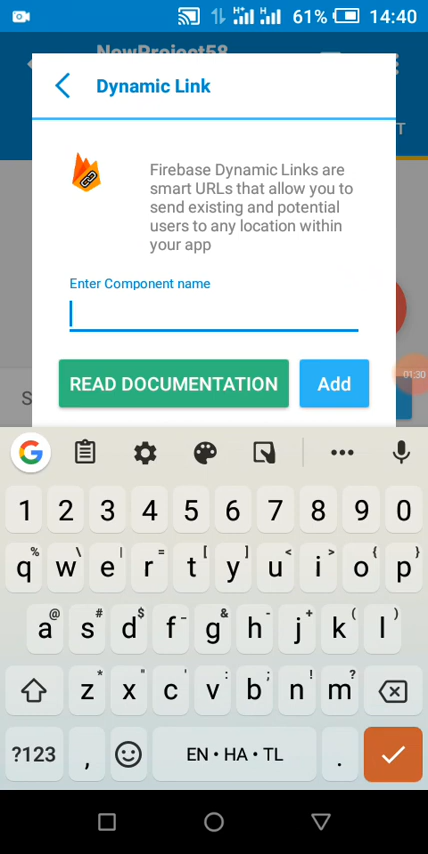 61% 14:40
NewProject58
Dynamic Link
T
Firebase Dynamic Links are
smart URLs that allow you to
send existing and potential
users to any location within
your app
Enter Component name
READ DOCUMENTATION Add
01:30
S
G
1 2 3 4 5 6 7 8 9 0
% \ | = [ ] < > { }
q w e r t y u i o p
@ # $ _ & - + ( )
a s d f g h j k l
* " ' : ; ! ?
z x c v b n m
?123 , EN • HA • TL .